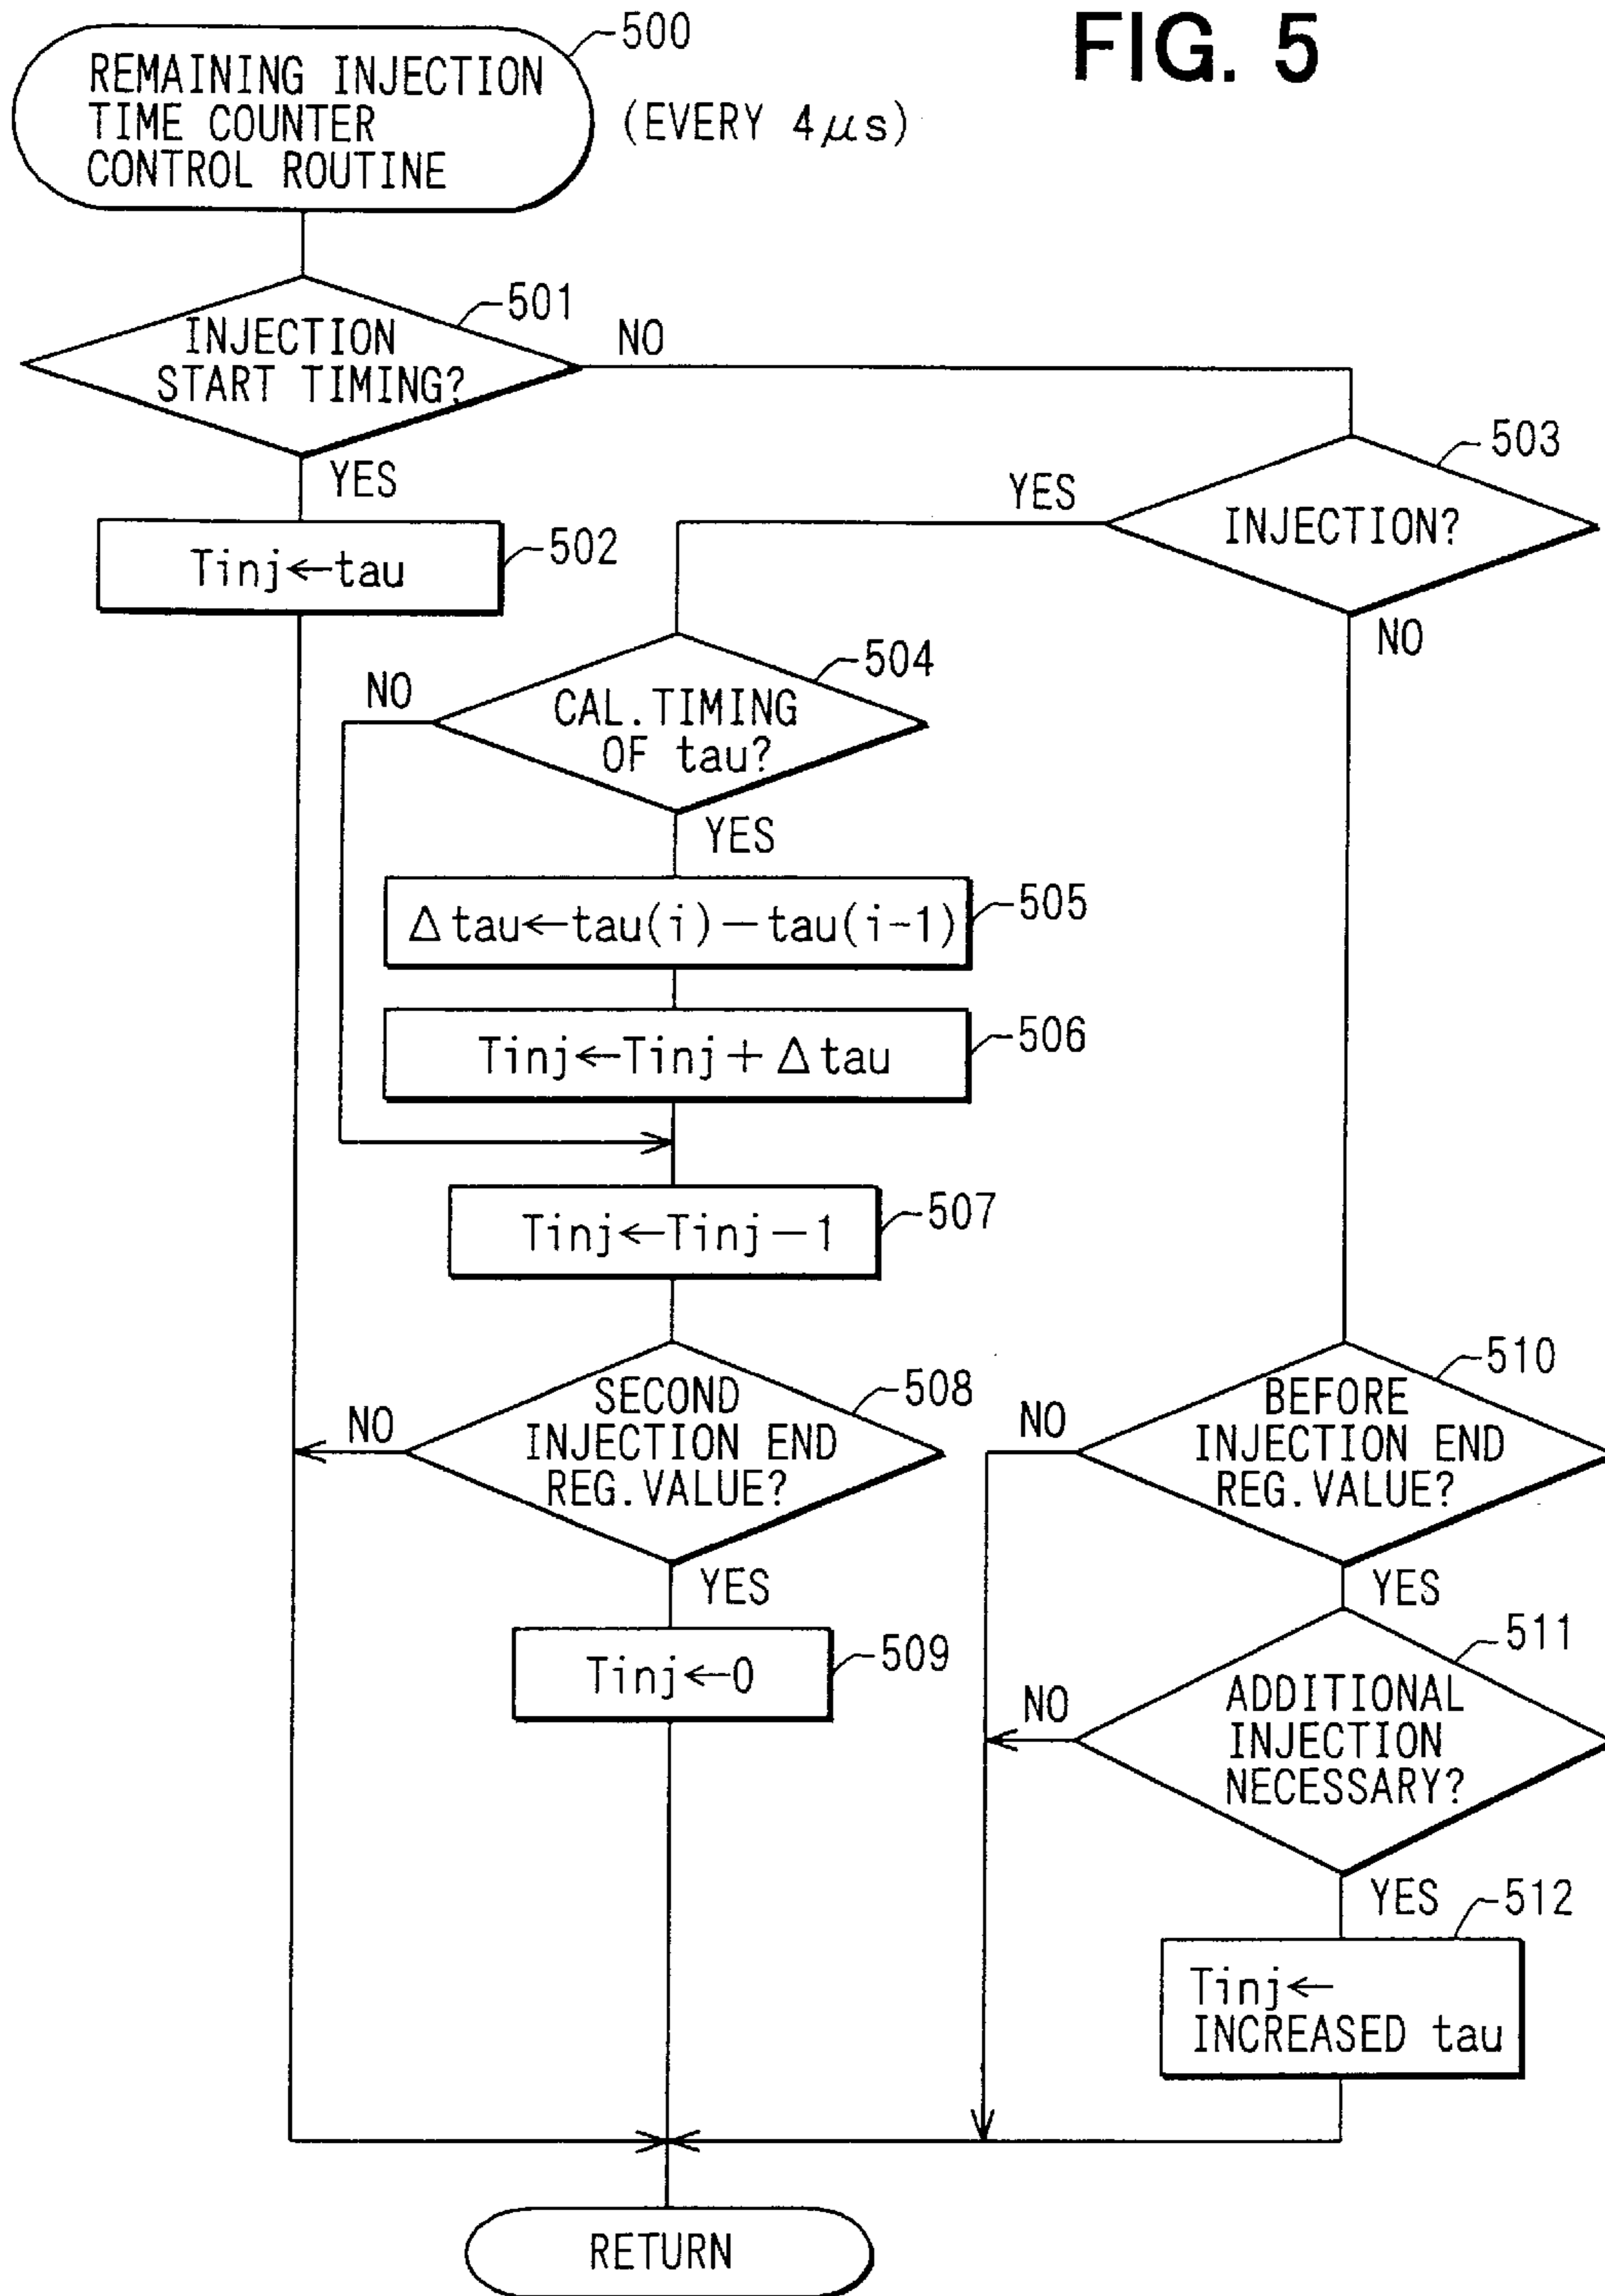 FIG. 5
500
REMAINING INJECTION
TIME COUNTER
CONTROL ROUTINE
(EVERY 4μs)
501
INJECTION
START TIMING?
NO
YES
503
INJECTION?
YES
NO
502
Tinj←tau
504
CAL.TIMING
OF tau?
NO
YES
505
Δtau←tau(i)−tau(i-1)
506
Tinj←Tinj+Δtau
507
Tinj←Tinj−1
508
SECOND
INJECTION END
REG.VALUE?
NO
YES
509
Tinj←0
510
BEFORE
INJECTION END
REG.VALUE?
NO
YES
511
ADDITIONAL
INJECTION
NECESSARY?
NO
YES
512
Tinj←
INCREASED tau
RETURN